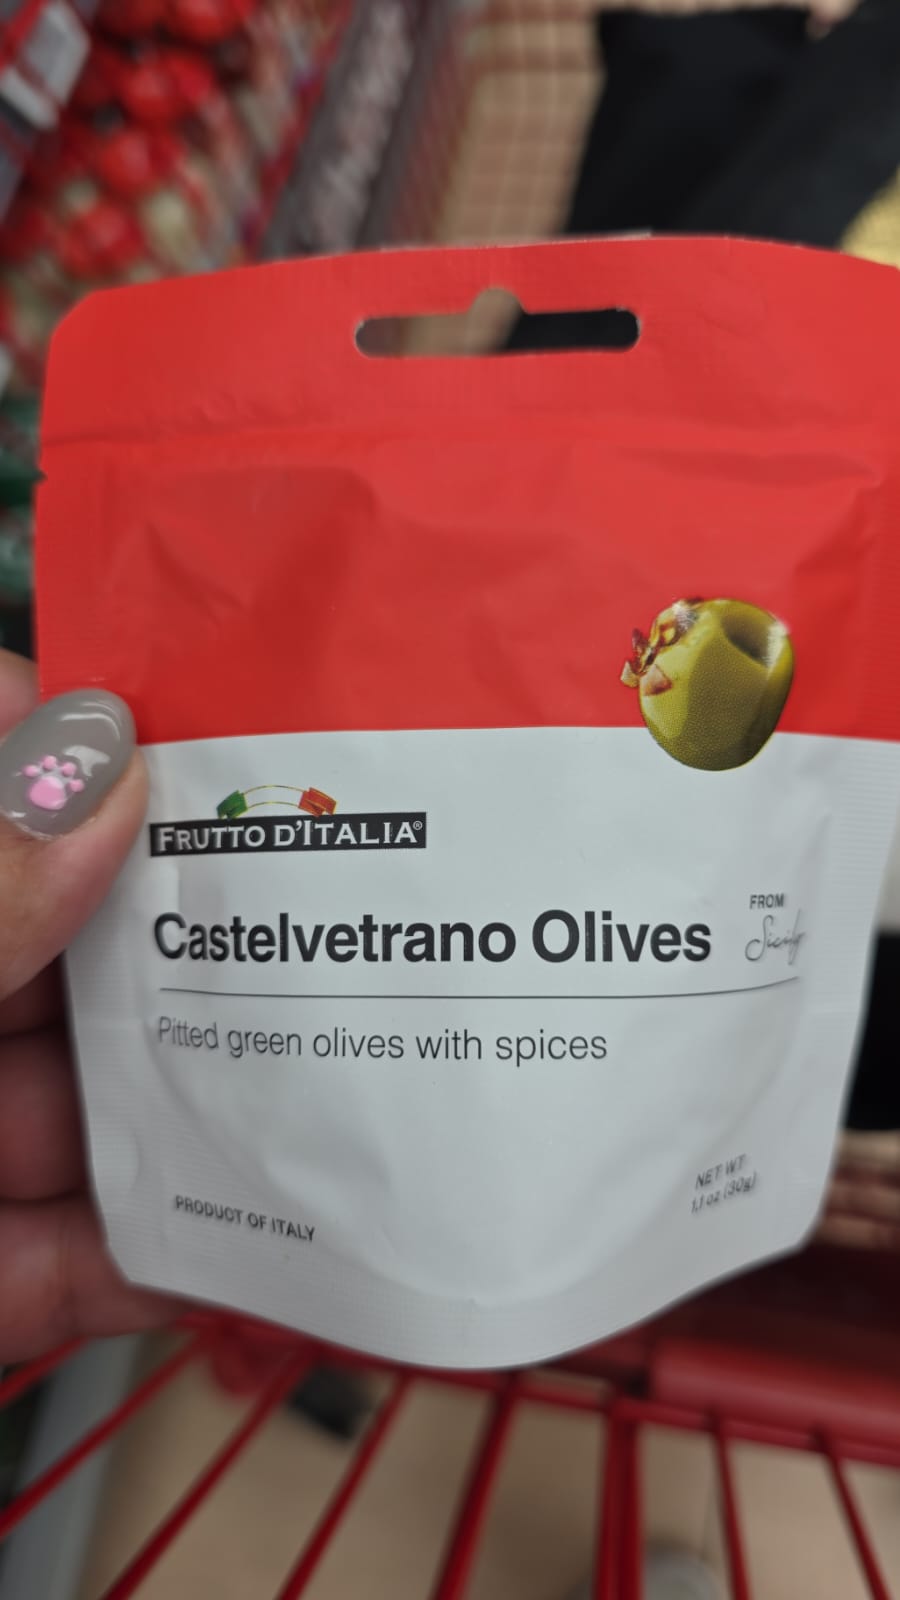 FRUTTO D'ITALIA®
Castelvetrano Olives
FROM
Sicily
Pitted green olives with spices
PRODUCT OF ITALY
NET WT.
1.1 oz (30g)